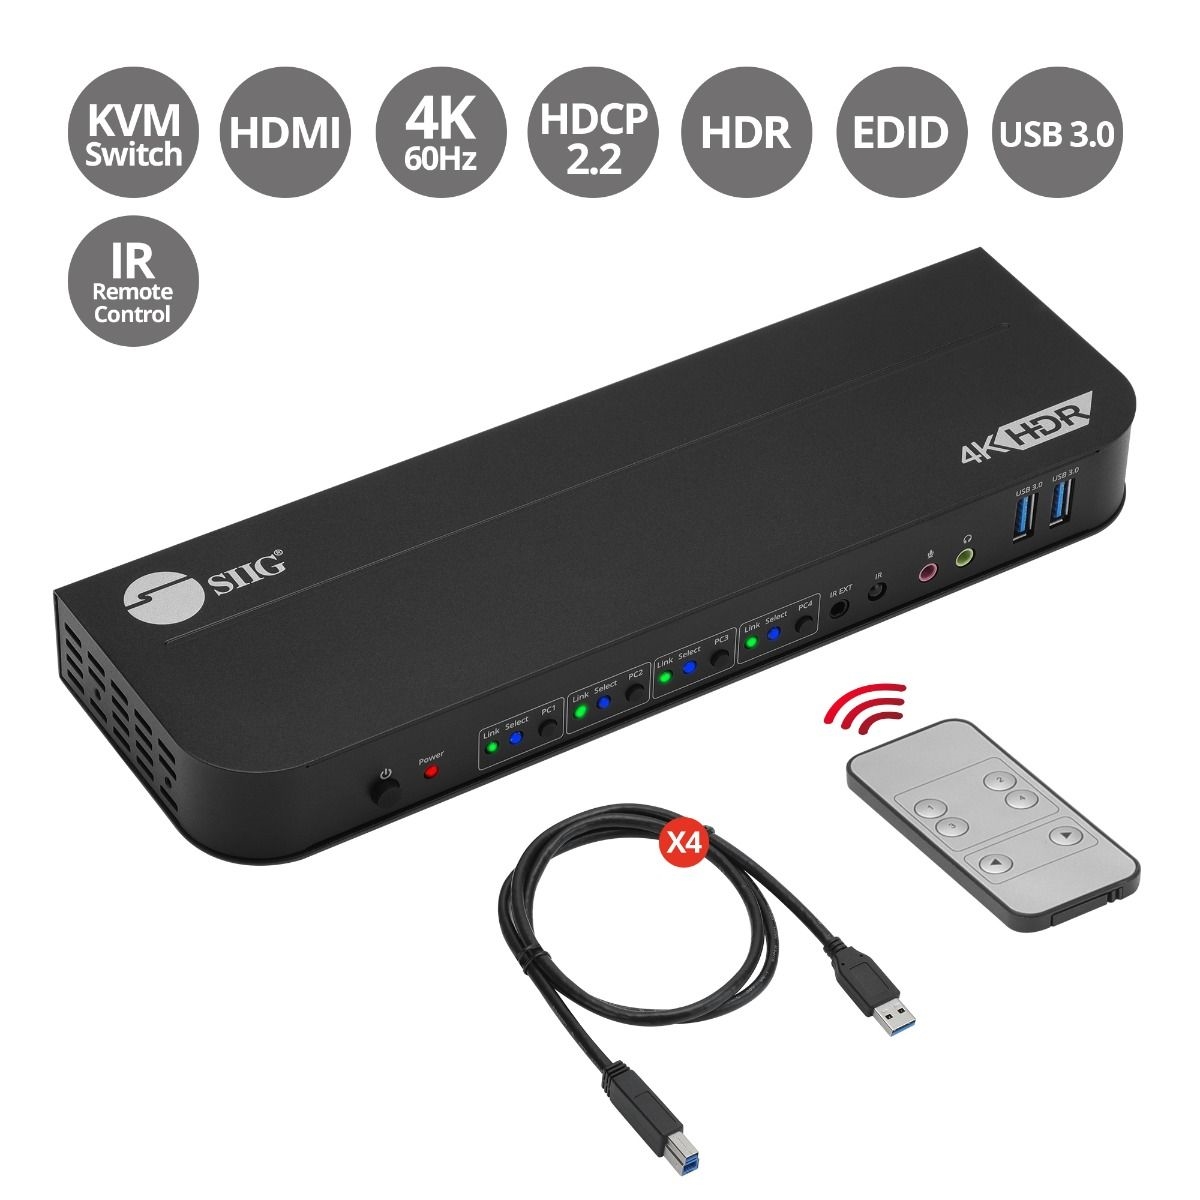 KVM
Switch
HDMI
4K
60Hz
HDCP
2.2
HDR
EDID
USB 3.0
IR
Remote
Control
4K HDR
USB 3.0
USB 3.0
SIIG®
IR EXT
IR
Link Select PC4
Link Select PC3
Link Select PC2
Link Select PC1
Power
X4
1
2
3
4